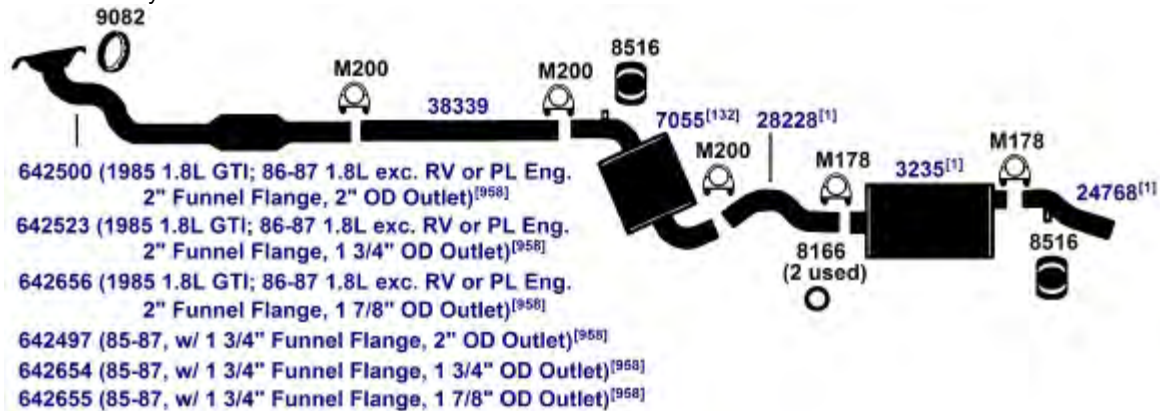 9082
M200
M200
8516
38339
7055[132]
28228[1]
M200
M178
3235[1]
M178
24768[1]
8166
(2 used)
8516
642500 (1985 1.8L GTI; 86-87 1.8L exc. RV or PL Eng.
2" Funnel Flange, 2" OD Outlet)[958]
642523 (1985 1.8L GTI; 86-87 1.8L exc. RV or PL Eng.
2" Funnel Flange, 1 3/4" OD Outlet)[958]
642656 (1985 1.8L GTI; 86-87 1.8L exc. RV or PL Eng.
2" Funnel Flange, 1 7/8" OD Outlet)[958]
642497 (85-87, w/ 1 3/4" Funnel Flange, 2" OD Outlet)[958]
642654 (85-87, w/ 1 3/4" Funnel Flange, 1 3/4" OD Outlet)[958]
642655 (85-87, w/ 1 3/4" Funnel Flange, 1 7/8" OD Outlet)[958]